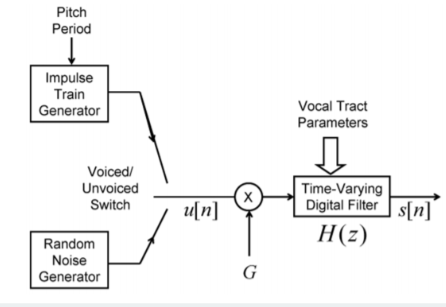 Pitch
Period
Impulse
Train
Generator
Vocal Tract
Parameters
Voiced/
Unvoiced
Switch
u[n]
X
Time-Varying
Digital Filter
s[n]
H(z)
Random
Noise
Generator
G